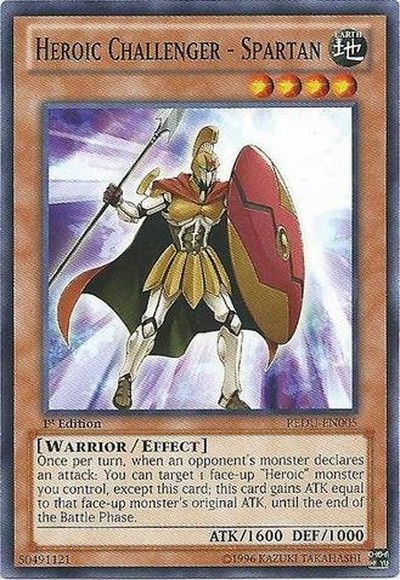 HEROIC CHALLENGER - SPARTAN
EARTH
地
1st Edition
REDU-EN005
[WARRIOR / EFFECT]
Once per turn, when an opponent's monster declares
an attack: You can target 1 face-up "Heroic" monster
you control, except this card; this card gains ATK equal
to that face-up monster's original ATK, until the end of
the Battle Phase.
ATK/1600 DEF/1000
50491121
©1996 KAZUKI TAKAHASHI